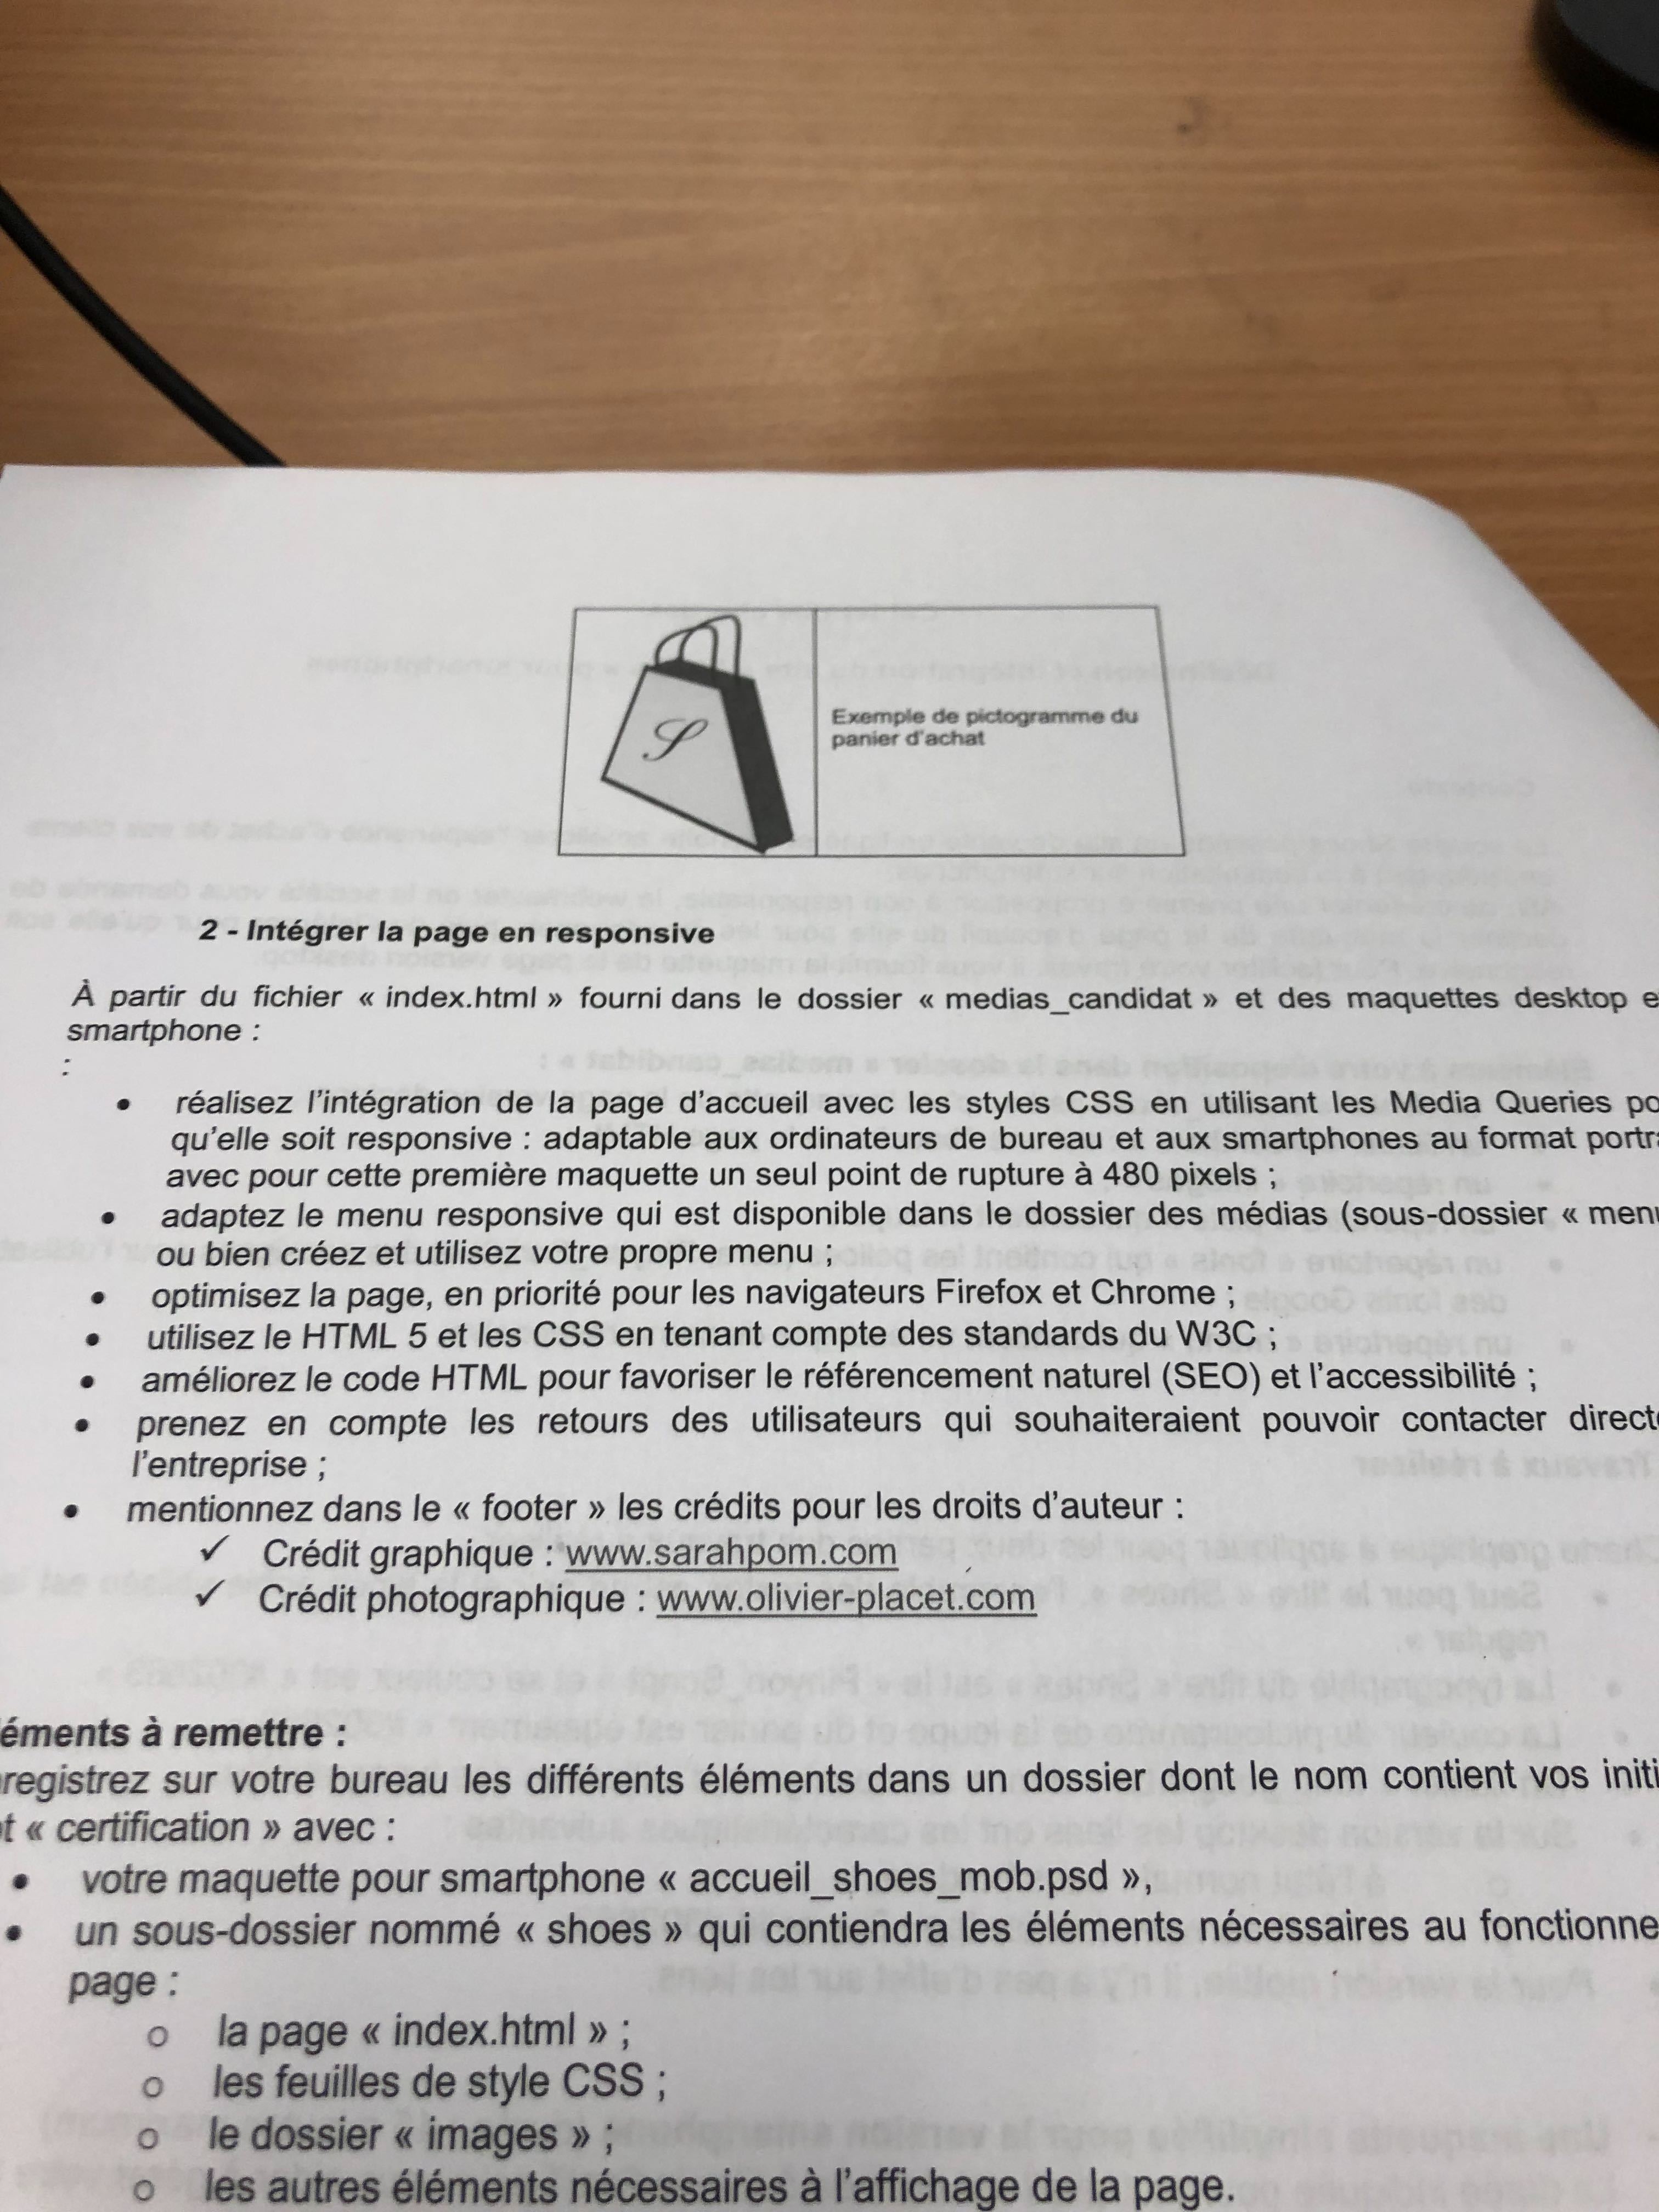 S
Exemple de pictogramme du
panier d'achat
2 - Intégrer la page en responsive
À partir du fichier « index.html » fourni dans le dossier « medias_candidat » et des maquettes desktop
smartphone :
:
• réalisez l'intégration de la page d'accueil avec les styles CSS en utilisant les Media Queries
qu'elle soit responsive : adaptable aux ordinateurs de bureau et aux smartphones au format
avec pour cette première maquette un seul point de rupture à 480 pixels ;
• adaptez le menu responsive qui est disponible dans le dossier des médias (sous-dossier «
ou bien créez et utilisez votre propre menu ;
• optimisez la page, en priorité pour les navigateurs Firefox et Chrome ;
• utilisez le HTML 5 et les CSS en tenant compte des standards du W3C ;
• améliorez le code HTML pour favoriser le référencement naturel (SEO) et l'accessibilité ;
• prenez en compte les retours des utilisateurs qui souhaiteraient pouvoir contacter
l'entreprise ;
• mentionnez dans le « footer » les crédits pour les droits d'auteur :
✓ Crédit graphique : www.sarahpom.com
✓ Crédit photographique : www.olivier-placet.com
éments à remettre :
registrez sur votre bureau les différents éléments dans un dossier dont le nom contient vos
« certification » avec :
• votre maquette pour smartphone « accueil_shoes_mob.psd »,
• un sous-dossier nommé « shoes » qui contiendra les éléments nécessaires au
page :
o la page « index.html » ;
o les feuilles de style CSS ;
o le dossier « images » ;
o les autres éléments nécessaires à l'affichage de la page.